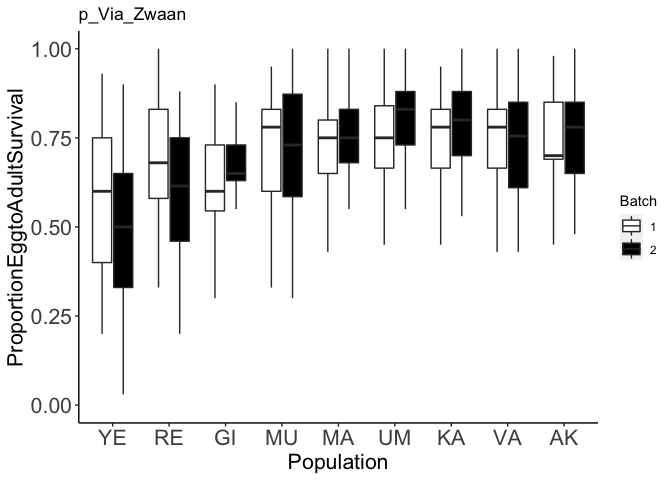 p_Via_Zwaan
ProportionEggtoAdultSurvival
1.00
0.75
0.50
0.25
0.00
YE RE GI MU MA UM KA VA AK
Population
Batch
1
2